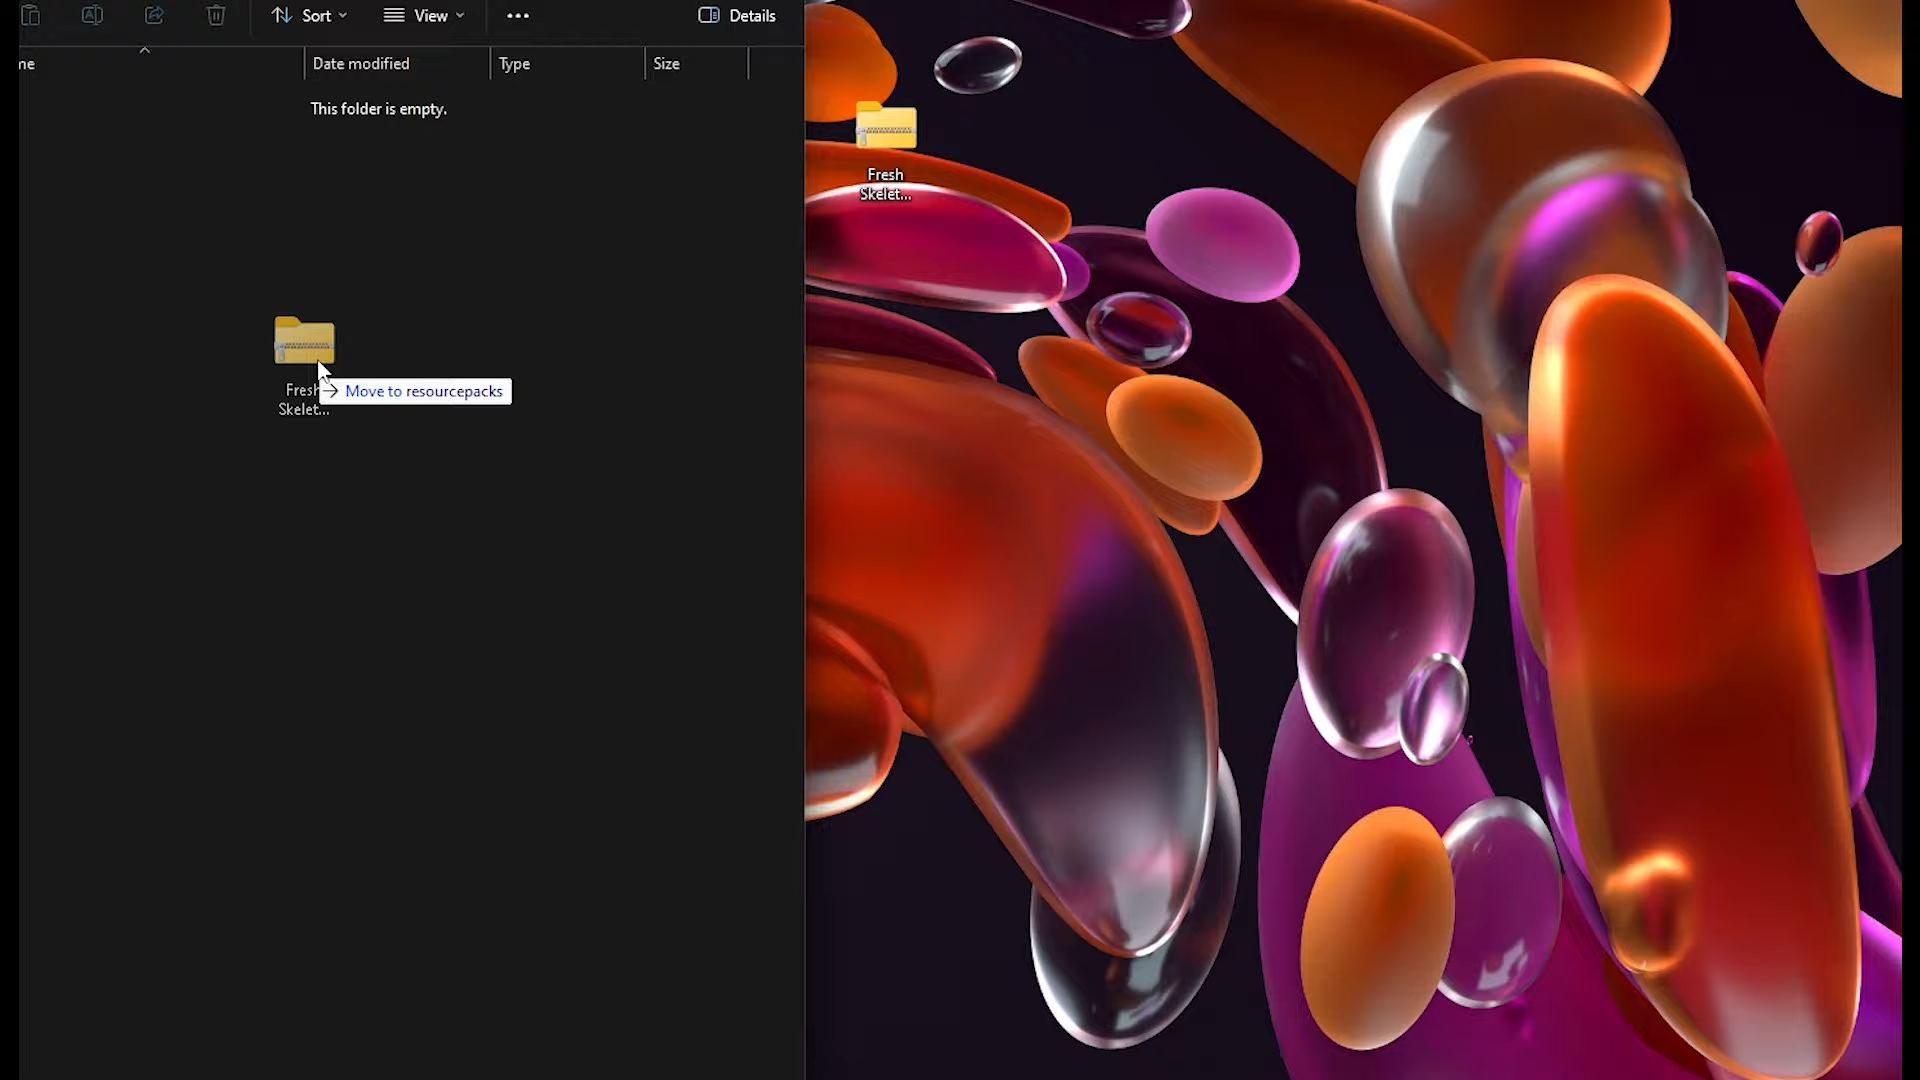 Sort
View
Details
ne
Date modified
Type
Size
This folder is empty.
Fresh
Skelet...
Fresh
Skelet...
→ Move to resourcepacks